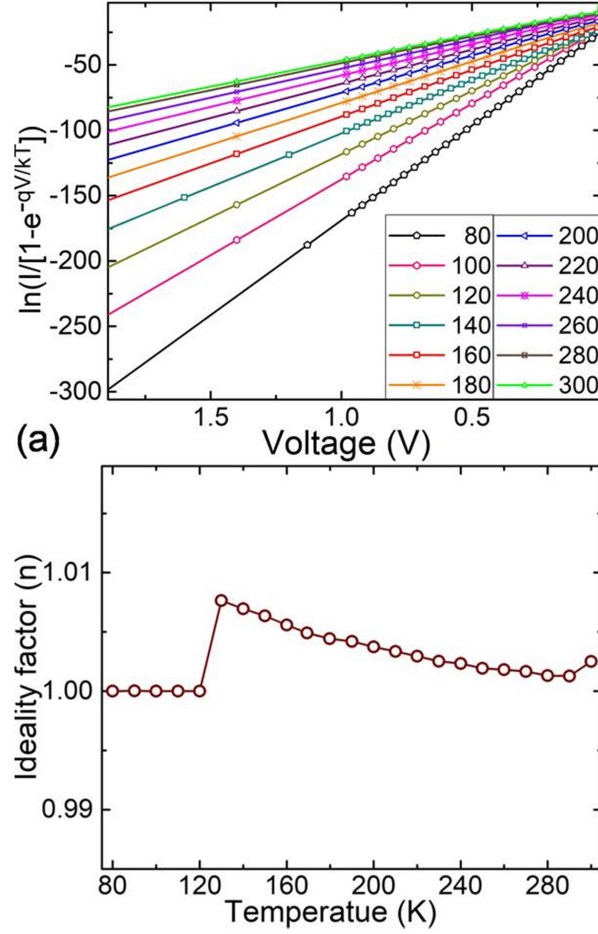 ln(I/[1-e-qV/kT])
-50
-100
-150
-200
-250
-300
80 200
100 220
120 240
140 260
160 280
180 300
1.5 1.0 0.5
(a) Voltage (V)
Ideality factor (n)
1.01
1.00
0.99
80 120 160 200 240 280
Temperatue (K)